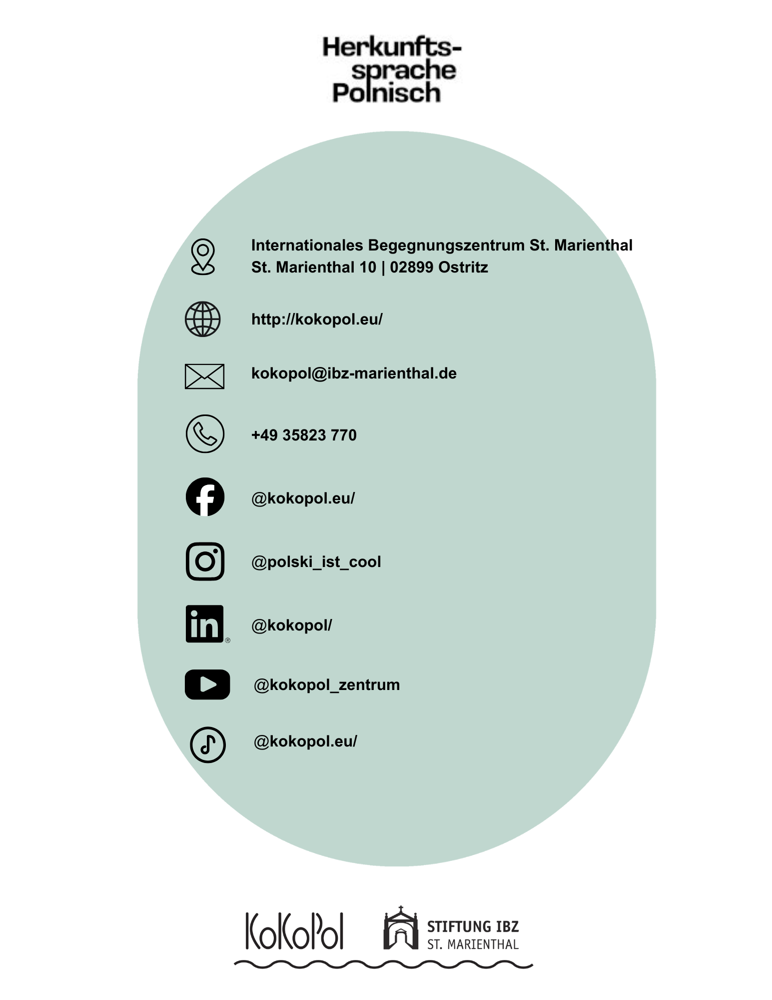 Herkunfts-
sprache
Polnisch
Internationales Begegnungszentrum St. Marienthal
St. Marienthal 10 | 02899 Ostritz
http://kokopol.eu/
kokopol@ibz-marienthal.de
+49 35823 770
@kokopol.eu/
@polski_ist_cool
in ®
@kokopol/
@kokopol_zentrum
@kokopol.eu/
KoKoPol
STIFTUNG IBZ
ST. MARIENTHAL